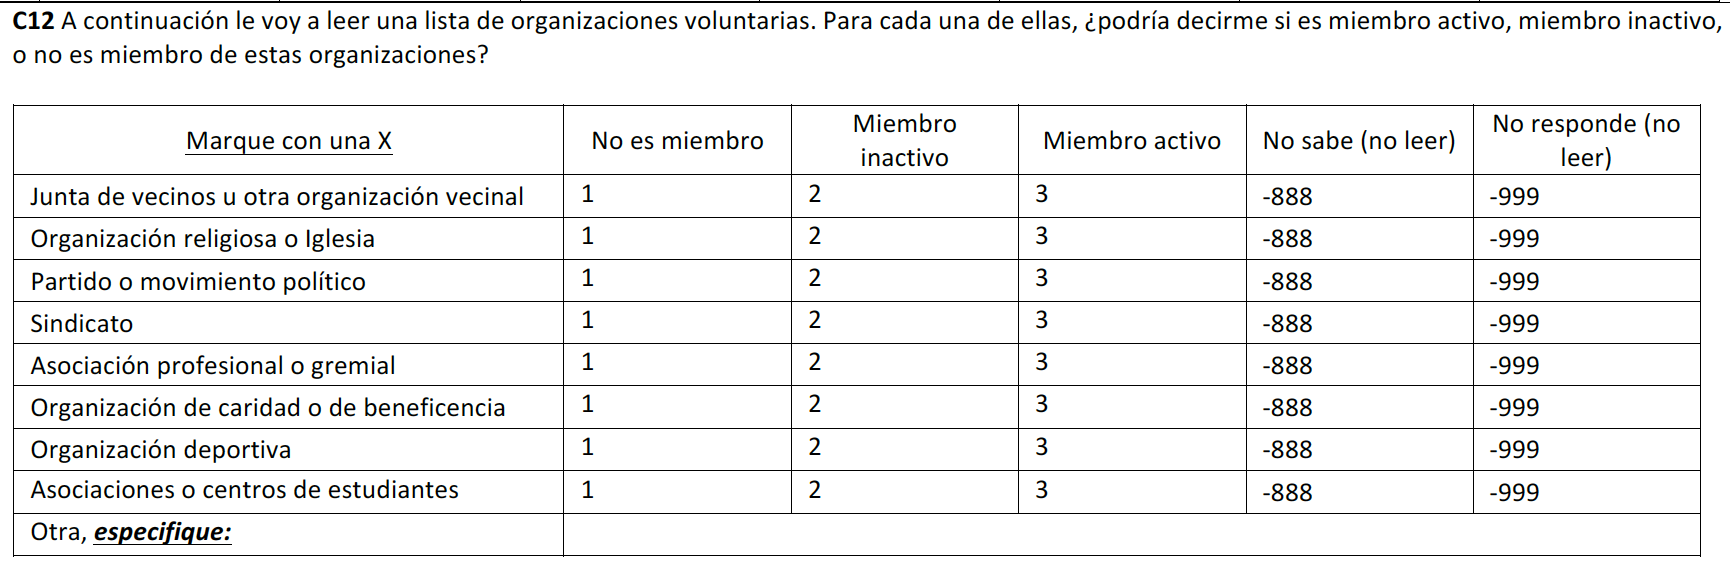 C12 A continuación le voy a leer una lista de organizaciones voluntarias. Para cada una de ellas, ¿podría decirme si es miembro activo, miembro inactivo,
o no es miembro de estas organizaciones?
Marque con una X No es miembro Miembro inactivo Miembro activo No sabe (no leer) No responde (no leer)
Junta de vecinos u otra organización vecinal 1 2 3 -888 -999
Organización religiosa o Iglesia 1 2 3 -888 -999
Partido o movimiento político 1 2 3 -888 -999
Sindicato 1 2 3 -888 -999
Asociación profesional o gremial 1 2 3 -888 -999
Organización de caridad o de beneficencia 1 2 3 -888 -999
Organización deportiva 1 2 3 -888 -999
Asociaciones o centros de estudiantes 1 2 3 -888 -999
Otra, especifique: